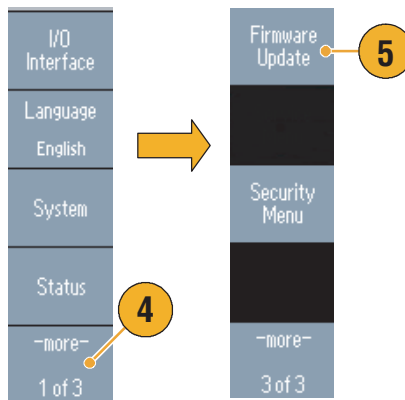 I/O
Interface
Language
English
System
Status
-more-
1 of 3
4
Firmware
Update
5
Security
Menu
-more-
3 of 3